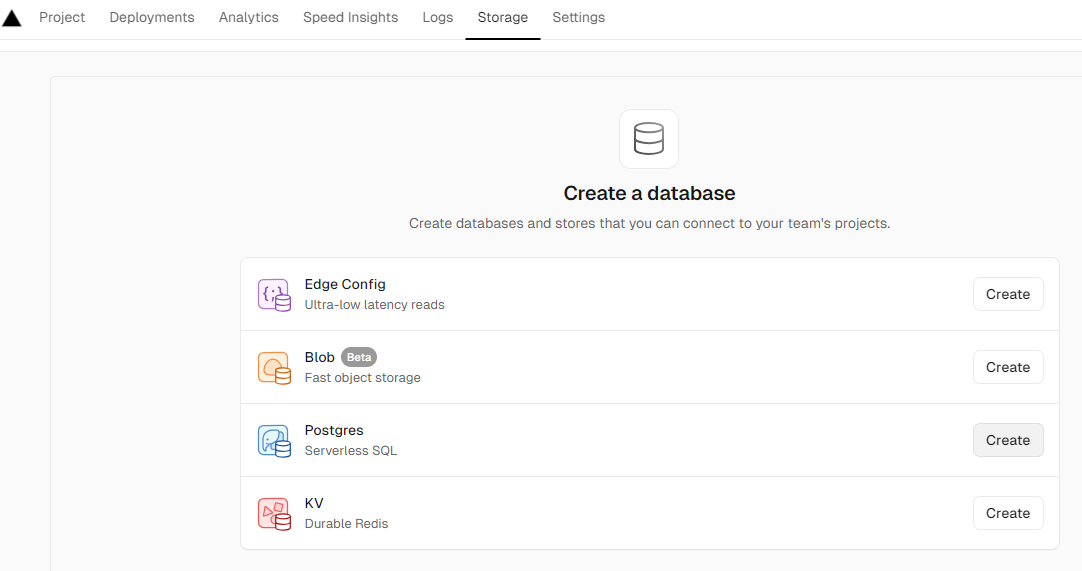 Project Deployments Analytics Speed Insights Logs Storage Settings
Create a database
Create databases and stores that you can connect to your team's projects.
Edge Config
Ultra-low latency reads
Create
Blob Beta
Fast object storage
Create
Postgres
Serverless SQL
Create
KV
Durable Redis
Create